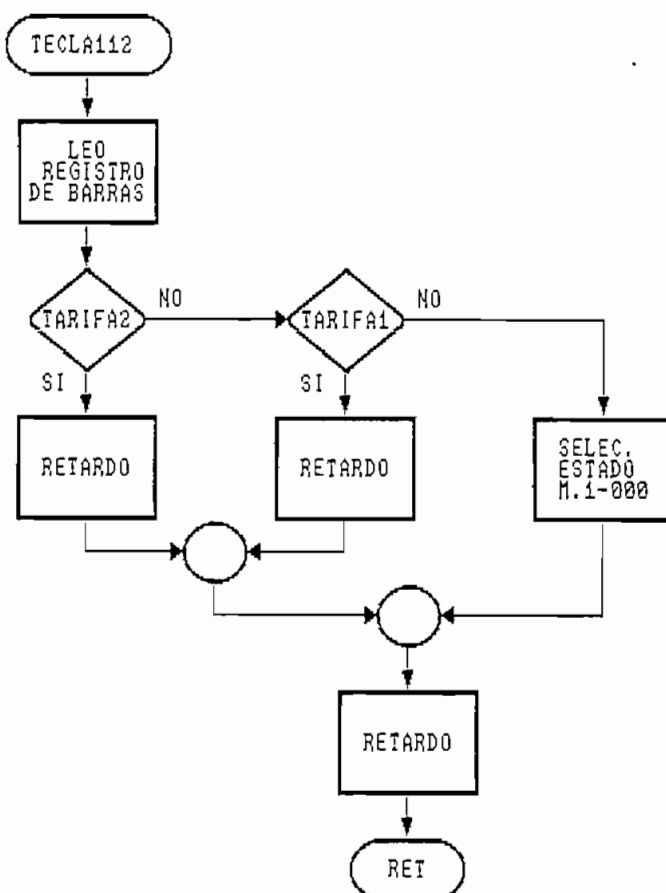 TECLA112
LEO
REGISTRO
DE BARRAS
TARIFA2
NO
TARIFA1
NO
SI
SI
RETARDO
RETARDO
SELEC.
ESTADO
M.1-000
RETARDO
RET